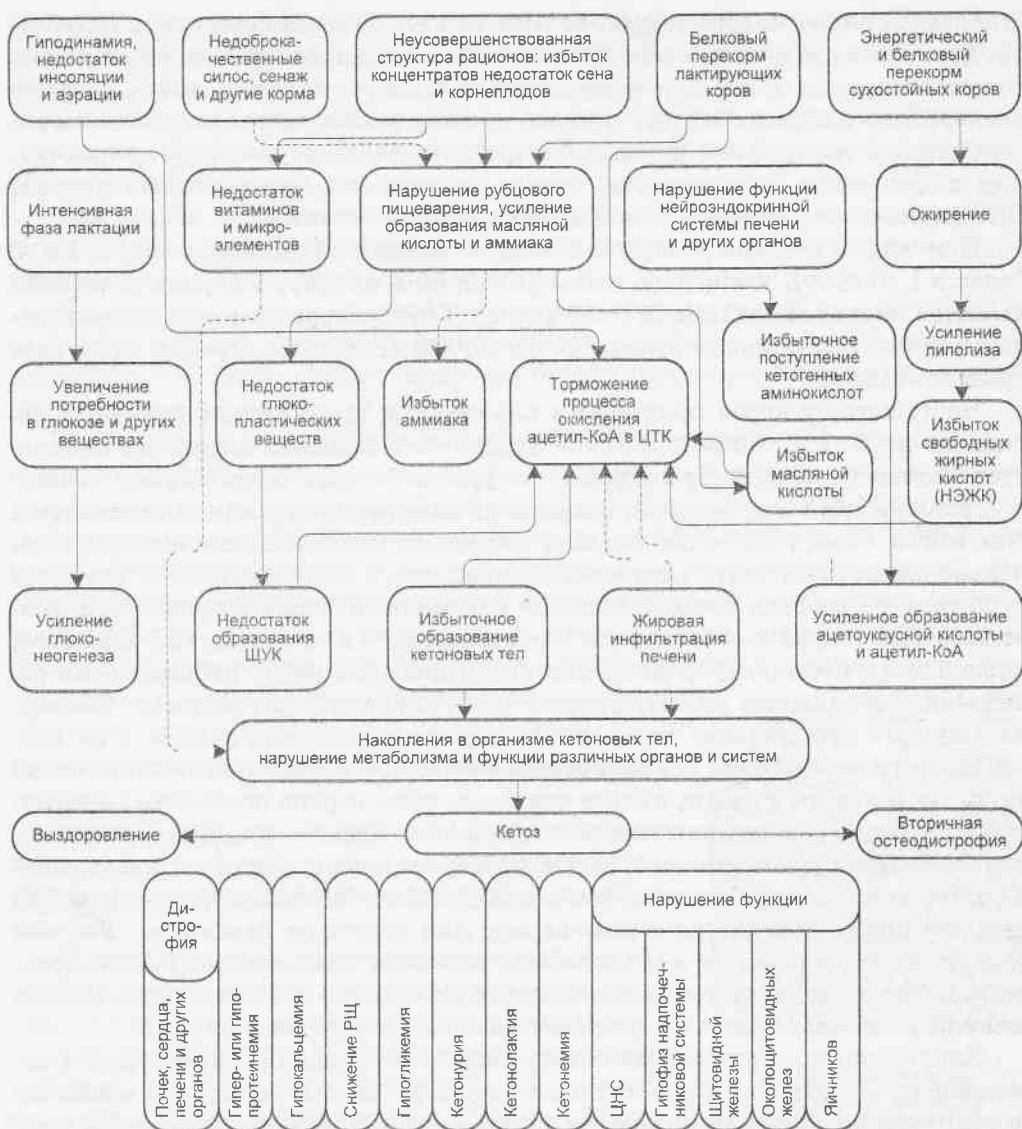 Гиподинамия,
недостаток
инсоляции
и аэрации
Недоброка-
чественные
силос, сенаж
и другие корма
Неусовершенствованная
структура рационов: избыток
концентратов недостаток сена
и корнеплодов
Белковый
перекорм
лактирующих
коров
Энергетический
и белковый
перекорм
сухостойных коров
Интенсивная
фаза лактации
Недостаток
витаминов
и микро-
элементов
Нарушение рубцового
пищеварения, усиление
образования масляной
кислоты и аммиака
Нарушение функции
нейроэндокринной
системы печени
и других органов
Ожирение
Увеличение
потребности
в глюкозе и других
веществах
Недостаток
глюко-
пластических
веществ
Избыток
аммиака
Торможение
процесса
окисления
ацетил-КоА в ЦТК
Избыточное
поступление
кетогенных
аминокислот
Усиление
липолиза
Избыток
масляной
кислоты
Избыток
свободных
жирных
кислот
(НЭЖК)
Усиление
глюко-
неогенеза
Недостаток
образования
ЩУК
Избыточное
образование
кетоновых тел
Жировая
инфильтрация
печени
Усиленное образование
ацетоуксусной кислоты
и ацетил-КоА
Накопления в организме кетоновых тел,
нарушение метаболизма и функции различных органов и систем
Выздоровление
Кетоз
Вторичная
остеодистрофия
Ди-
стро-
фия
Нарушение функции
Почек, сердца,
печени и других
органов
Гипер- или гипо-
протеинемия
Гипокальцемия
Снижение РЩ
Гипогликемия
Кетонурия
Кетонолактия
Кетонемия
ЦНС
Гипофиз надпочеч-
никовой системы
Щитовидной
железы
Околощитовидных
желез
Яичников